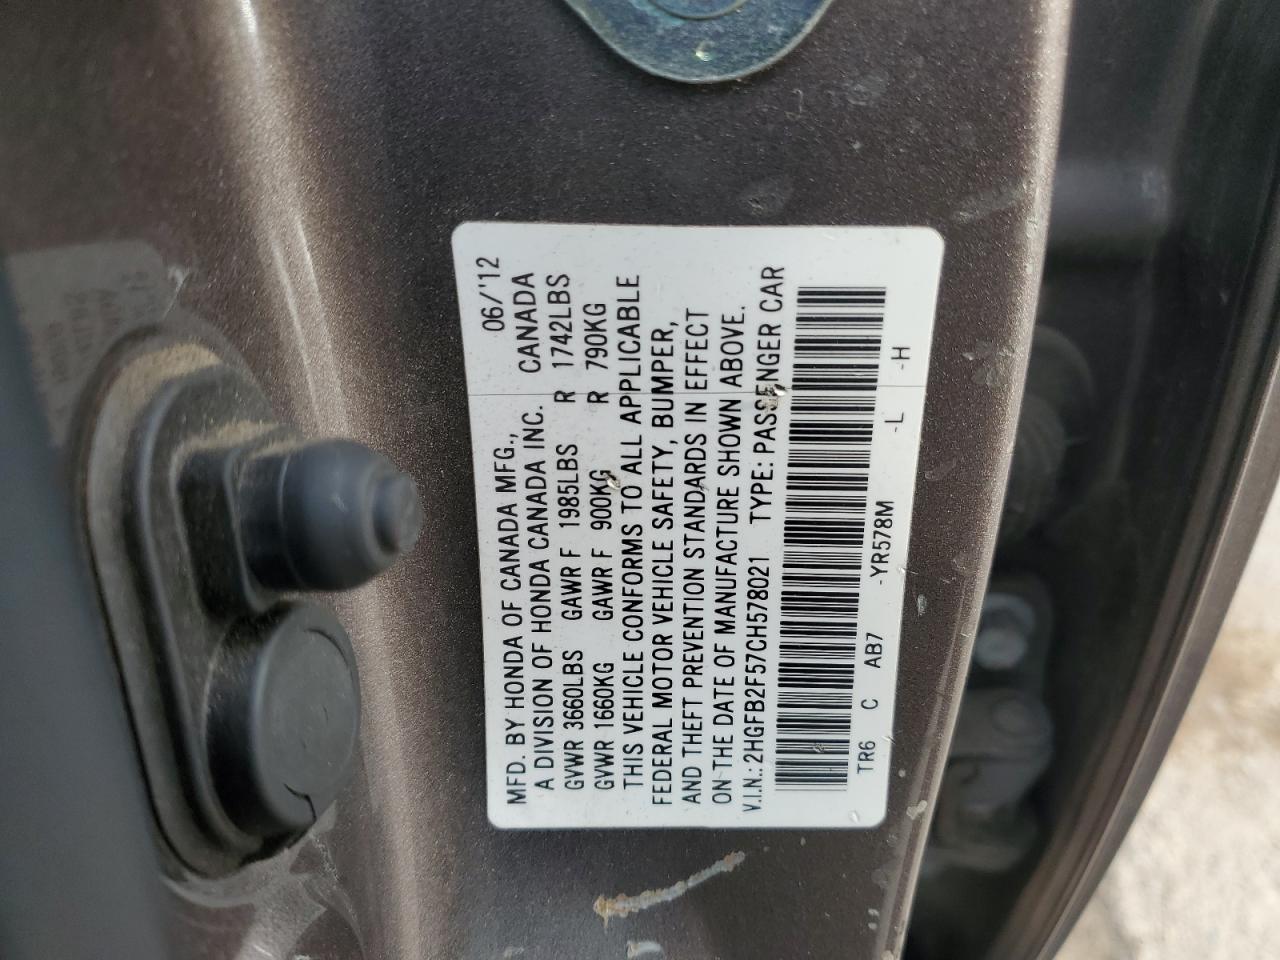 06/'12
MFD. BY HONDA OF CANADA MFG.,
A DIVISION OF HONDA CANADA INC. CANADA
GVWR 3660LBS GAWR F 1985LBS R 1742LBS
GVWR 1660KG GAWR F 900KG R 790KG
THIS VEHICLE CONFORMS TO ALL APPLICABLE
FEDERAL MOTOR VEHICLE SAFETY, BUMPER,
AND THEFT PREVENTION STANDARDS IN EFFECT
ON THE DATE OF MANUFACTURE SHOWN ABOVE.
V.I.N.: 2HGFB2F57CH578021 TYPE: PASSENGER CAR
TR6 C AB7 -YR578M -L -H